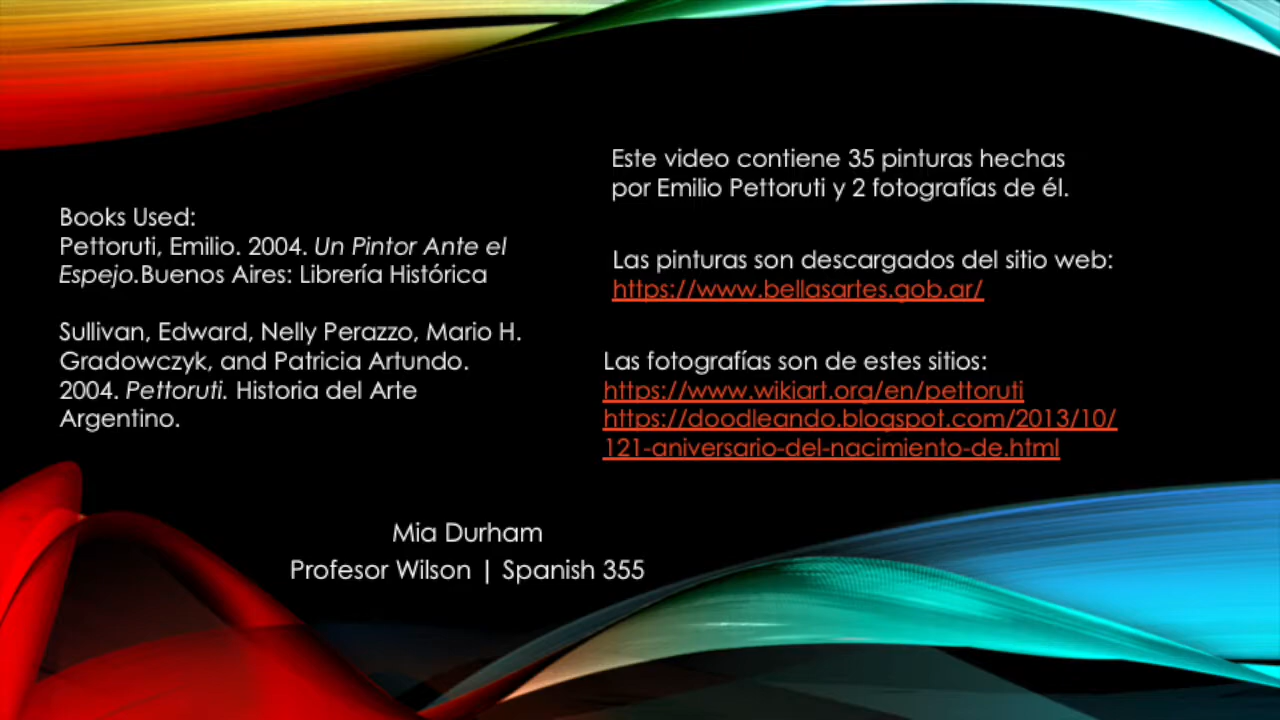 Books Used:
Pettoruti, Emilio. 2004. Un Pintor Ante el
Espejo.Buenos Aires: Librería Histórica
Sullivan, Edward, Nelly Perazzo, Mario H.
Gradowczyk, and Patricia Artundo.
2004. Pettoruti. Historia del Arte
Argentino.
Este video contiene 35 pinturas hechas
por Emilio Pettoruti y 2 fotografías de él.
Las pinturas son descargados del sitio web:
https://www.bellasartes.gob.ar/
Las fotografías son de estes sitios:
https://www.wikiart.org/en/pettoruti
https://doodleando.blogspot.com/2013/10/
121-aniversario-del-nacimiento-de.html
Mia Durham
Profesor Wilson | Spanish 355